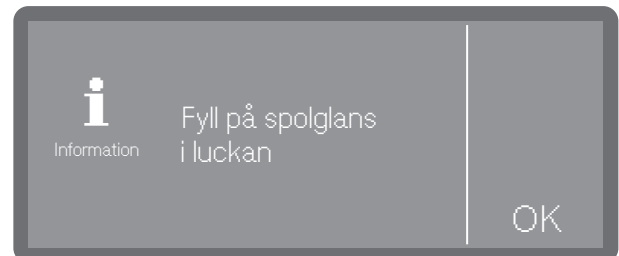 i
Information
Fyll på spolglans
i luckan
OK